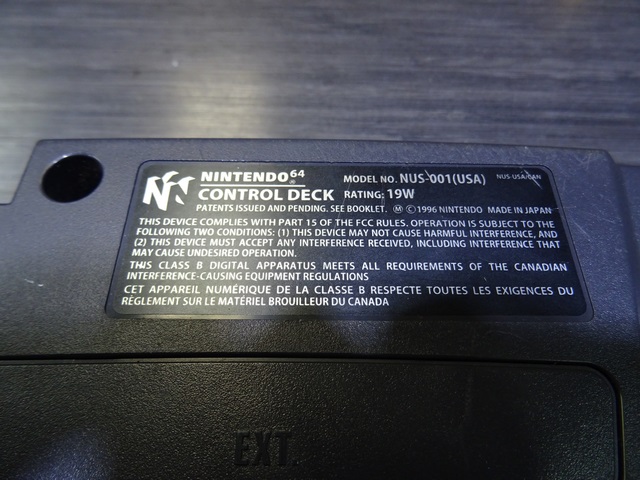 NINTENDO 64
CONTROL DECK
MODEL NO. NUS-001(USA)
NUS-USA/CAN
RATING: 19W
PATENTS ISSUED AND PENDING. SEE BOOKLET. Ⓜ © 1996 NINTENDO MADE IN JAPAN
THIS DEVICE COMPLIES WITH PART 15 OF THE FCC RULES. OPERATION IS SUBJECT TO THE
FOLLOWING TWO CONDITIONS: (1) THIS DEVICE MAY NOT CAUSE HARMFUL INTERFERENCE, AND
(2) THIS DEVICE MUST ACCEPT ANY INTERFERENCE RECEIVED, INCLUDING INTERFERENCE THAT
MAY CAUSE UNDESIRED OPERATION.
THIS CLASS B DIGITAL APPARATUS MEETS ALL REQUIREMENTS OF THE CANADIAN
INTERFERENCE-CAUSING EQUIPMENT REGULATIONS
CET APPAREIL NUMÉRIQUE DE LA CLASSE B RESPECTE TOUTES LES EXIGENCES DU
RÉGLEMENT SUR LE MATÉRIEL BROUILLEUR DU CANADA
EXT.